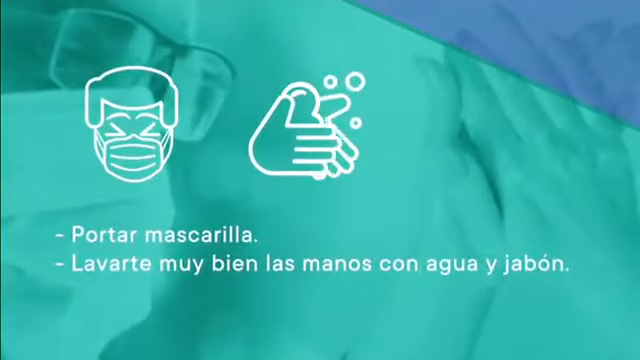 - Portar mascarilla.
- Lavarte muy bien las manos con agua y jabón.